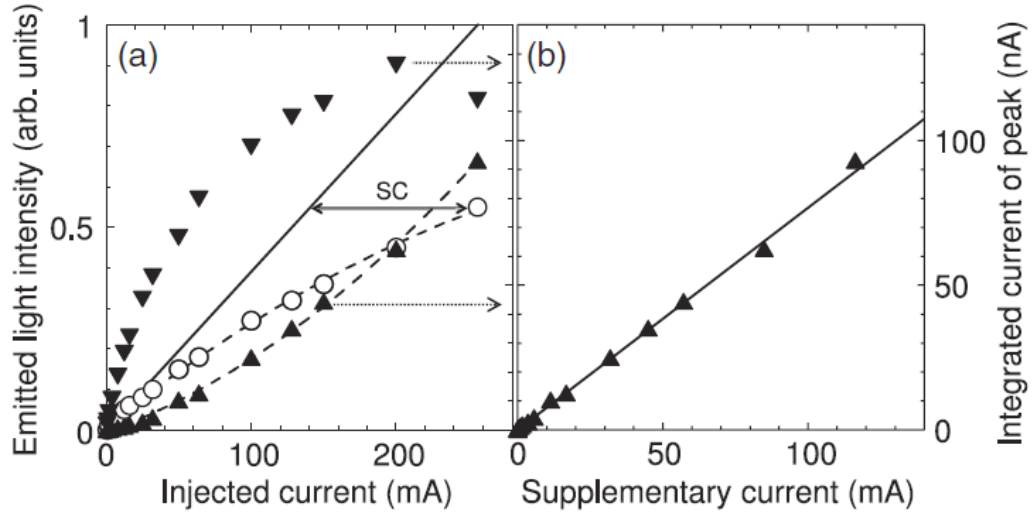 (a)
(b)
Emitted light intensity (arb. units)
1
0.5
0
SC
0
100
200
Injected current (mA)
0
50
100
Supplementary current (mA)
100
50
0
Integrated current of peak (nA)